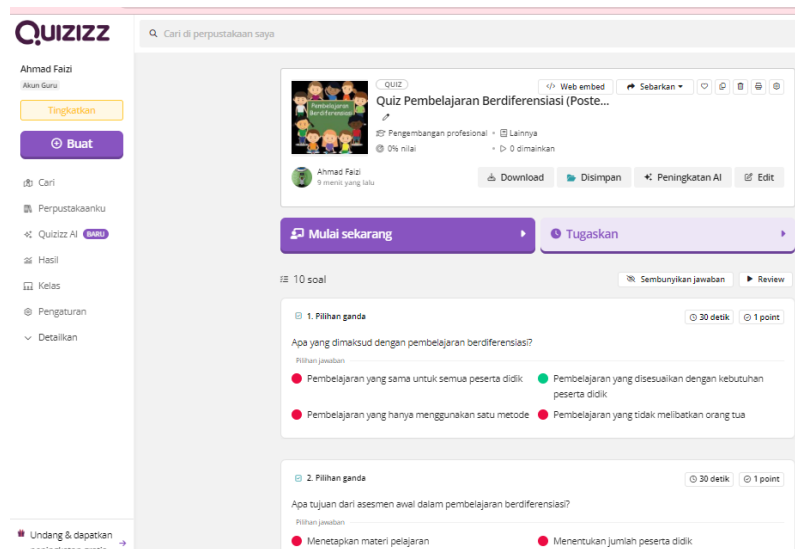 QUIZIZZ
Cari di perpustakaan saya
Ahmad Faizi
Akun Guru
Tingkatkan
Buat
Cari
Perpustakaanku
Quizizz AI BARU
Hasil
Kelas
Pengaturan
Detailkan
Undang & dapatkan
Pembelajaran
Berdiferensiasi
QUIZ
Web embed
Sebarkan
Quiz Pembelajaran Berdiferensiasi (Poste...
Pengembangan profesional • Lainnya
0% nilai • 0 dimainkan
Ahmad Faizi
9 menit yang lalu
Download
Disimpan
Peningkatan AI
Edit
Mulai sekarang
Tugaskan
10 soal
Sembunyikan jawaban
Review
1. Pilihan ganda
30 detik
1 point
Apa yang dimaksud dengan pembelajaran berdiferensiasi?
Pilihan jawaban
Pembelajaran yang sama untuk semua peserta didik
Pembelajaran yang disesuaikan dengan kebutuhan
peserta didik
Pembelajaran yang hanya menggunakan satu metode
Pembelajaran yang tidak melibatkan orang tua
2. Pilihan ganda
30 detik
1 point
Apa tujuan dari asesmen awal dalam pembelajaran berdiferensiasi?
Pilihan jawaban
Menetapkan materi pelajaran
Menentukan jumlah peserta didik